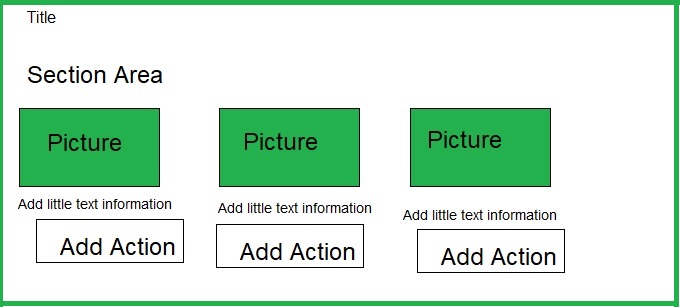 Title
Section Area
Picture
Picture
Picture
Add little text information
Add little text information
Add little text information
Add Action
Add Action
Add Action